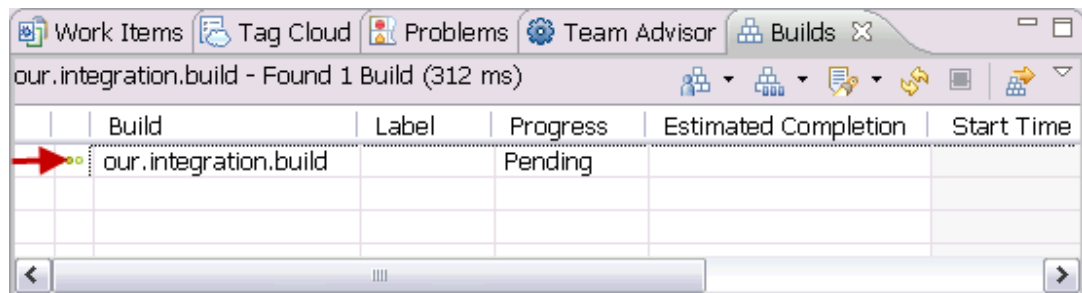 Work Items Tag Cloud Problems Team Advisor Builds
our.integration.build - Found 1 Build (312 ms)
Build Label Progress Estimated Completion Start Time
our.integration.build Pending